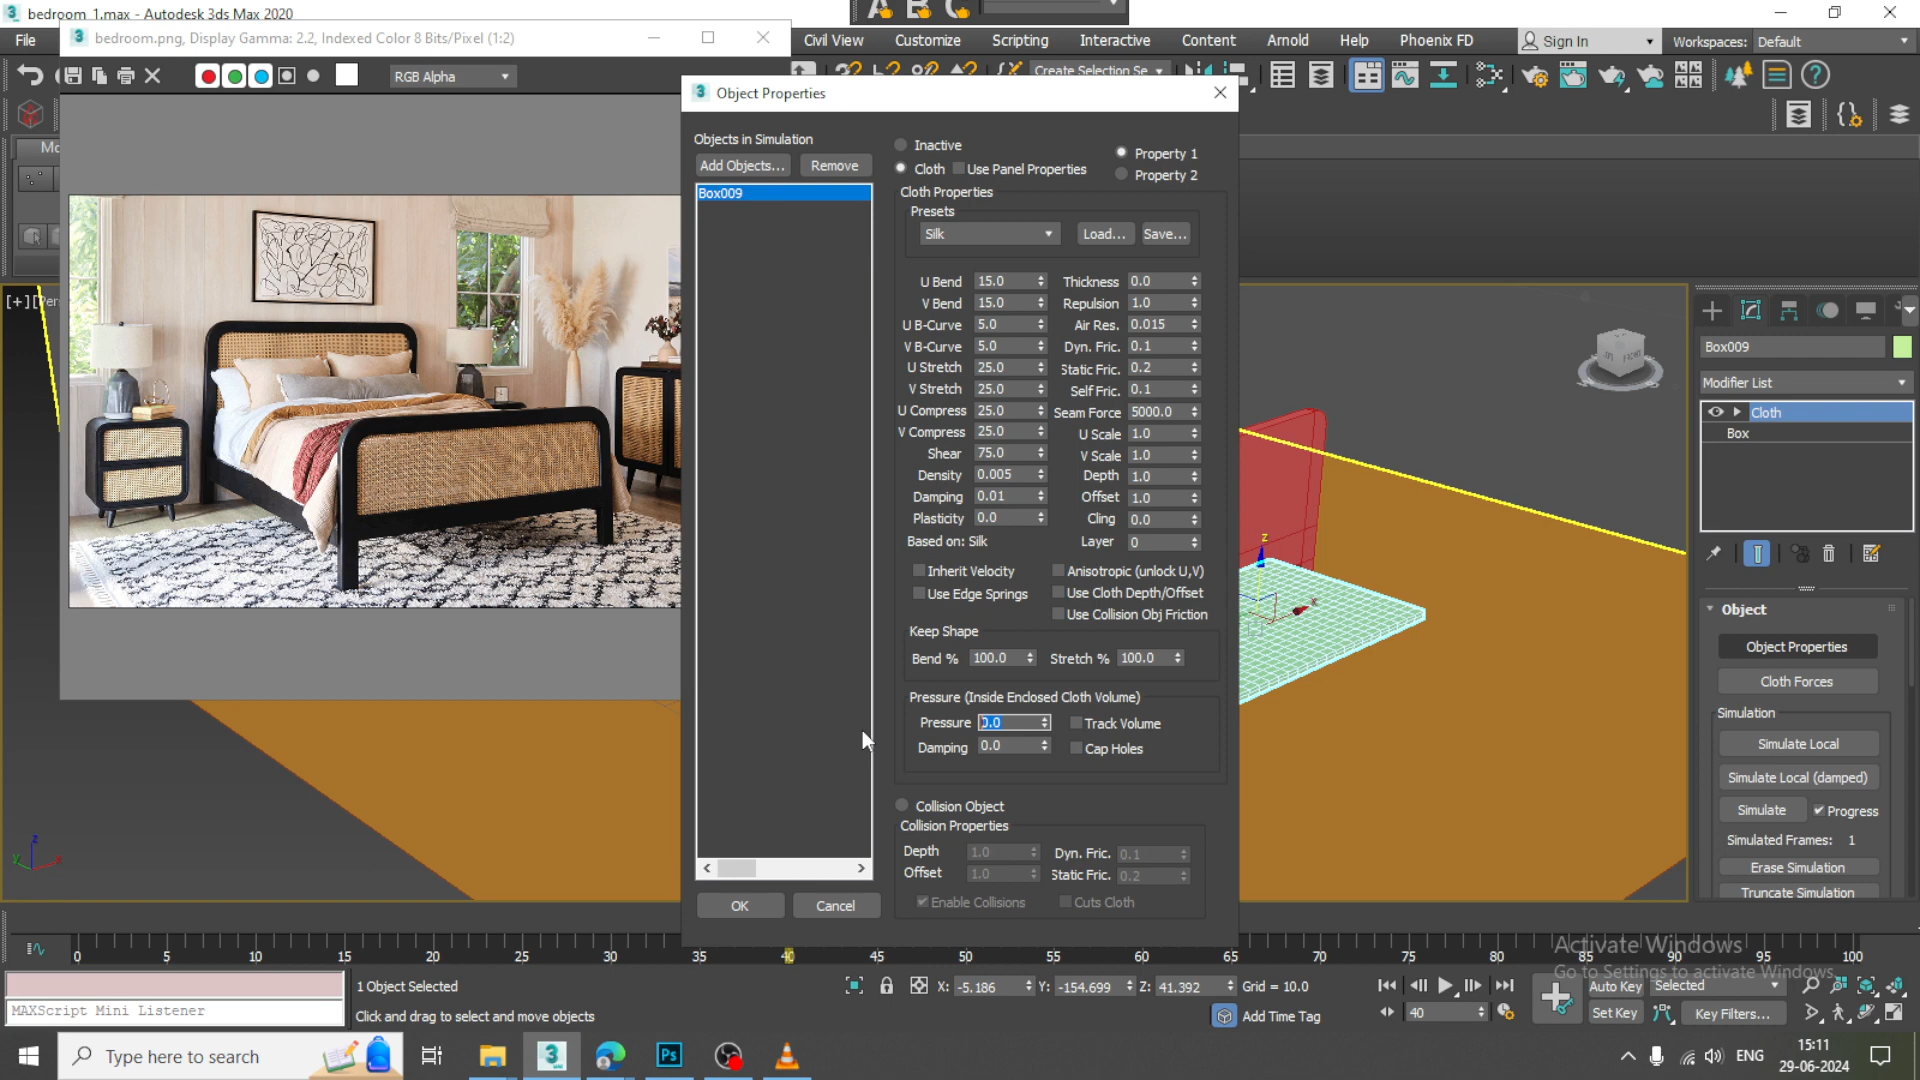 bedroom_1.max - Autodesk 3ds Max 2020
File
bedroom.png, Display Gamma: 2.2, Indexed Color 8 Bits/Pixel (1:2)
Civil View
Customize
Scripting
Interactive
Content
Arnold
Help
Phoenix FD
Sign In
Workspaces: Default
RGB Alpha
Create Selection Se
Object Properties
Objects in Simulation
Add Objects...
Remove
Box009
Inactive
Cloth
Use Panel Properties
Property 1
Property 2
Cloth Properties
Presets
Silk
Load...
Save...
U Bend 15.0
Thickness 0.0
V Bend 15.0
Repulsion 1.0
U B-Curve 5.0
Air Res. 0.015
V B-Curve 5.0
Dyn. Fric. 0.1
U Stretch 25.0
Static Fric. 0.2
V Stretch 25.0
Self Fric. 0.1
U Compress 25.0
Seam Force 5000.0
V Compress 25.0
U Scale 1.0
Shear 75.0
V Scale 1.0
Density 0.005
Depth 1.0
Damping 0.01
Offset 1.0
Plasticity 0.0
Cling 0.0
Based on: Silk
Layer 0
Inherit Velocity
Anisotropic (unlock U,V)
Use Edge Springs
Use Cloth Depth/Offset
Use Collision Obj Friction
Keep Shape
Bend % 100.0
Stretch % 100.0
Pressure (Inside Enclosed Cloth Volume)
Pressure 0.0
Track Volume
Damping 0.0
Cap Holes
Collision Object
Collision Properties
Depth 1.0
Dyn. Fric. 0.1
Offset 1.0
Static Fric. 0.2
Enable Collisions
Cuts Cloth
OK
Cancel
Box009
Modifier List
Cloth
Box
Object
Object Properties
Cloth Forces
Simulation
Simulate Local
Simulate Local (damped)
Simulate
Progress
Simulated Frames: 1
Erase Simulation
Truncate Simulation
0 5 10 15 20 25 30 35 40 45 50 55 60 65 70 75 80 85 90 95 100
Activate Windows
Go to Settings to activate Windows.
1 Object Selected
X: -5.186
Y: -154.699
Z: 41.392
Grid = 10.0
Auto Key
Selected
MAXScript Mini Listener
Click and drag to select and move objects
Add Time Tag
40
Set Key
Key Filters...
Type here to search
Ps
ENG
15:11
29-06-2024